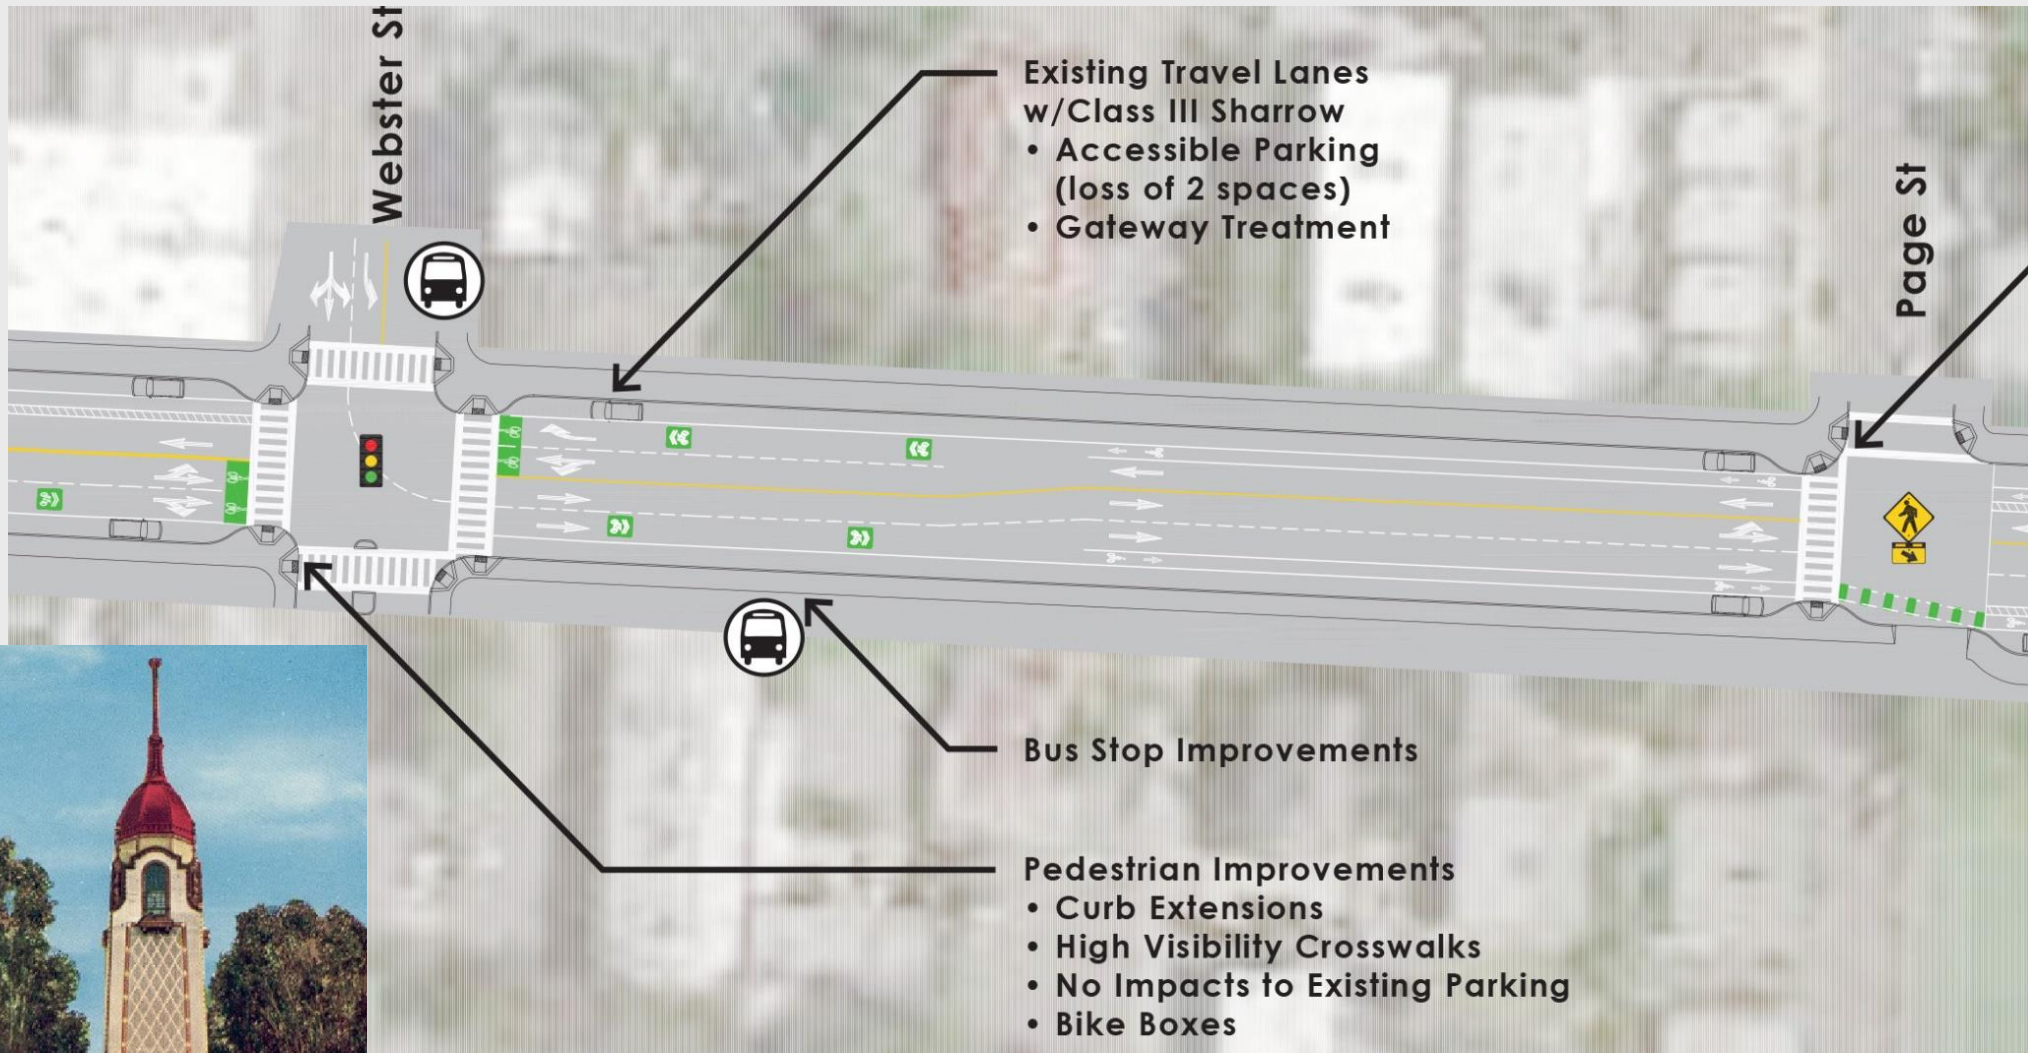 Webster St
Existing Travel Lanes
w/Class III Sharrow
• Accessible Parking
(loss of 2 spaces)
• Gateway Treatment
Page St
Bus Stop Improvements
Pedestrian Improvements
• Curb Extensions
• High Visibility Crosswalks
• No Impacts to Existing Parking
• Bike Boxes